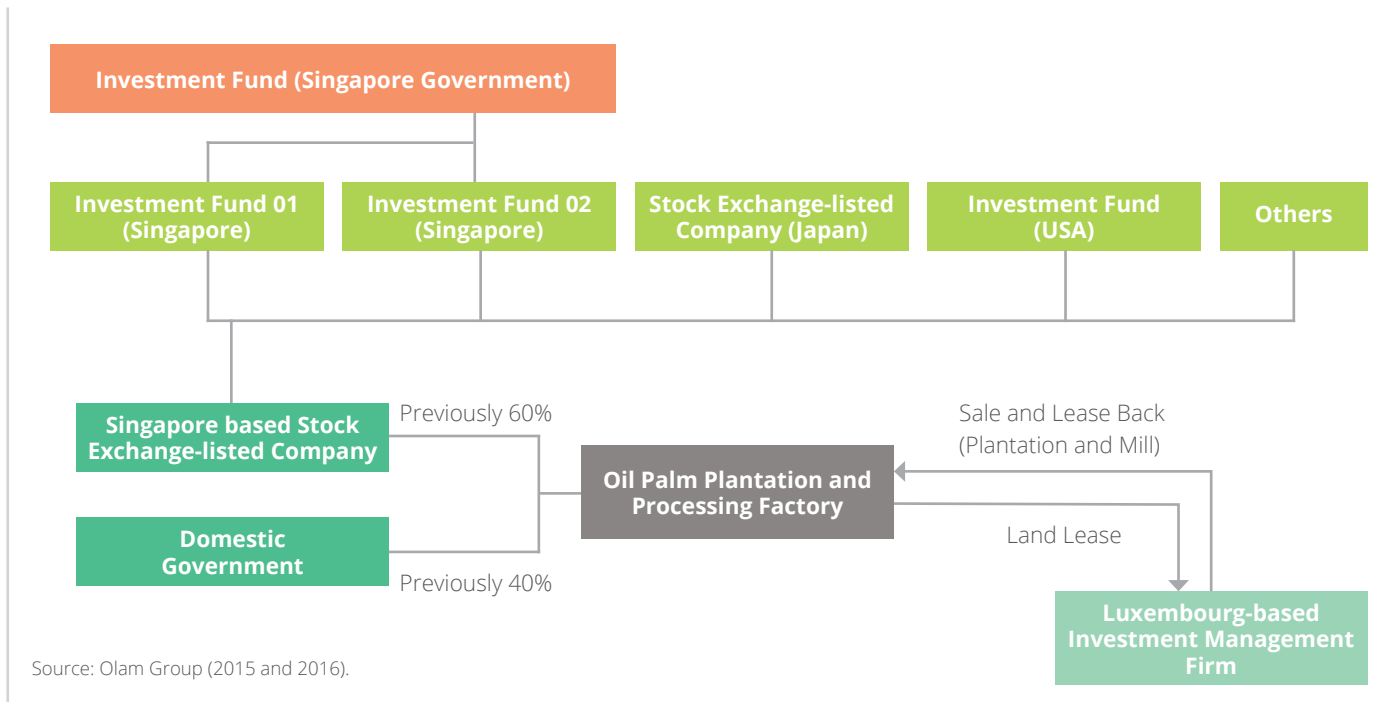 Investment Fund (Singapore Government)
Investment Fund 01
(Singapore)
Investment Fund 02
(Singapore)
Stock Exchange-listed
Company (Japan)
Investment Fund
(USA)
Others
Singapore based Stock
Exchange-listed Company
Previously 60%
Domestic
Government
Previously 40%
Oil Palm Plantation and
Processing Factory
Sale and Lease Back
(Plantation and Mill)
Land Lease
Luxembourg-based
Investment Management
Firm
Source: Olam Group (2015 and 2016).